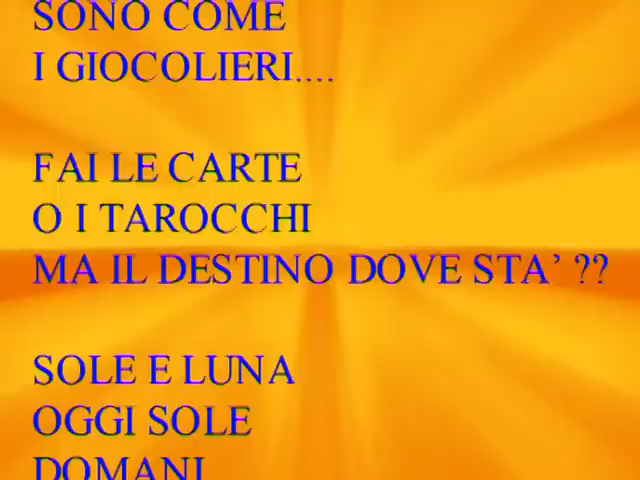 SONO COME
I GIOCOLIERI....
FAI LE CARTE
O I TAROCCHI
MA IL DESTINO DOVE STA’ ??
SOLE E LUNA
OGGI SOLE
DOMANI